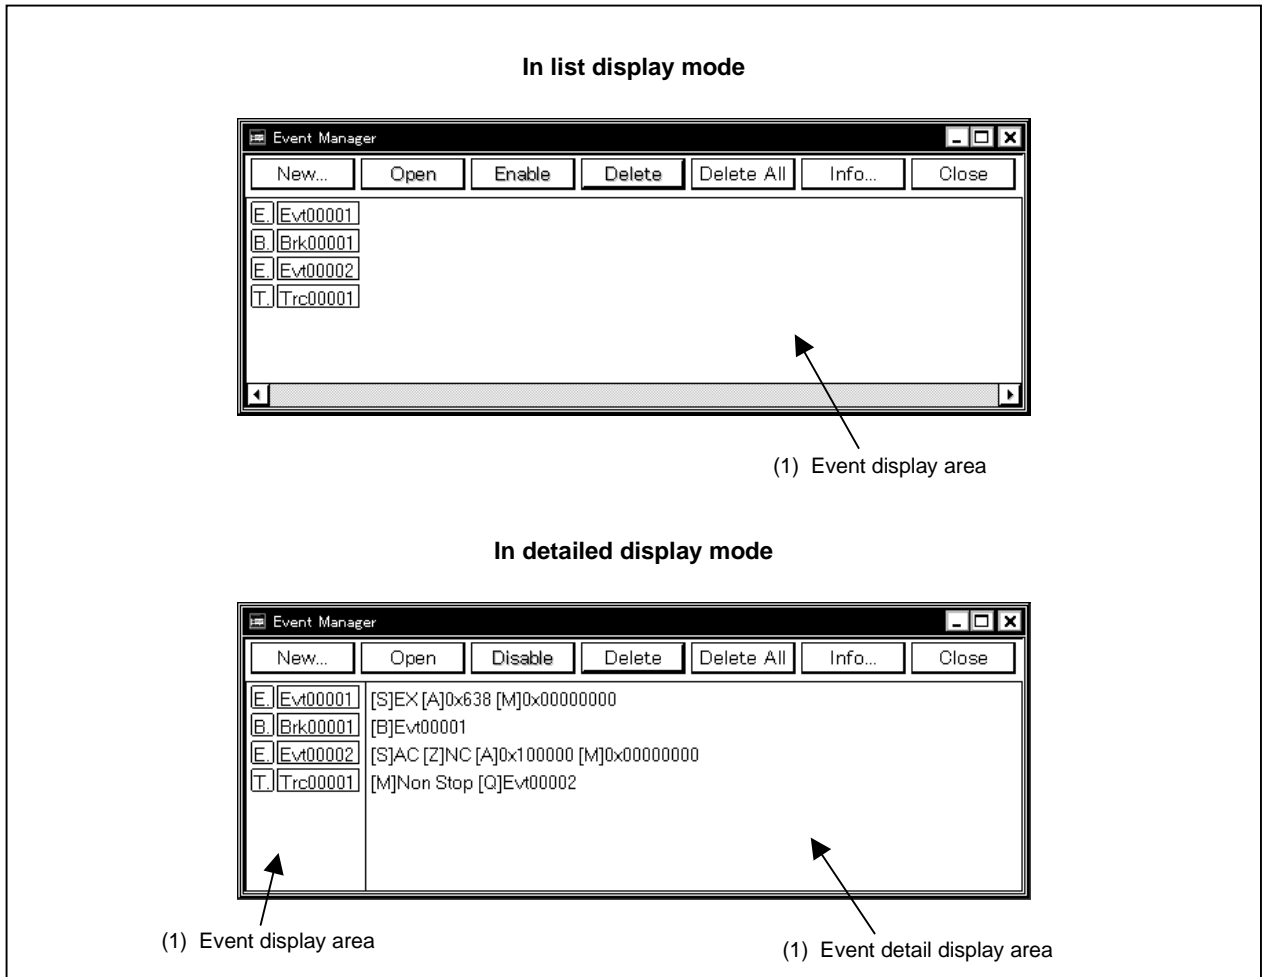 In list display mode
Event Manager
New... Open Enable Delete Delete All Info... Close
E. Evt00001
B. Brk00001
E. Evt00002
T. Trc00001
(1) Event display area
In detailed display mode
Event Manager
New... Open Disable Delete Delete All Info... Close
E. Evt00001 [S]EX [A]0x638 [M]0x00000000
B. Brk00001 [B]Evt00001
E. Evt00002 [S]AC [Z]NC [A]0x100000 [M]0x00000000
T. Trc00001 [M]Non Stop [Q]Evt00002
(1) Event display area
(1) Event detail display area